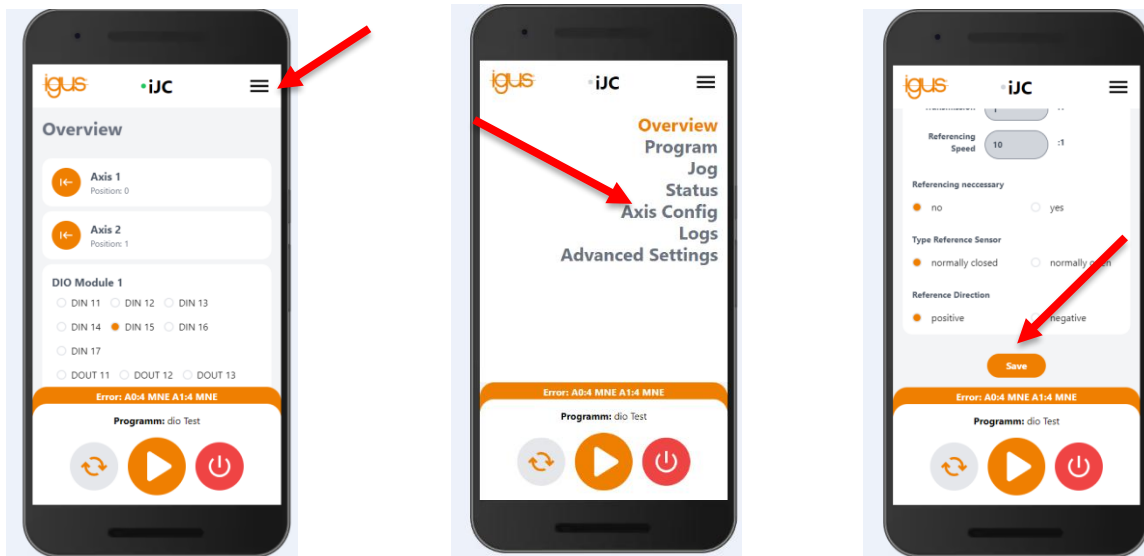 igus
iJC
Overview
Axis 1
Position: 0
Axis 2
Position: 1
DIO Module 1
DIN 11 DIN 12 DIN 13
DIN 14 DIN 15 DIN 16
DIN 17
DOUT 11 DOUT 12 DOUT 13
Error: A0:4 MNE A1:4 MNE
Programm: dio Test
igus
iJC
Overview
Program
Jog
Status
Axis Config
Logs
Advanced Settings
Error: A0:4 MNE A1:4 MNE
Programm: dio Test
igus
iJC
Referencing
Speed 10 :1
Referencing neccessary
no yes
Type Reference Sensor
normally closed normally
Reference Direction
positive negative
Save
Error: A0:4 MNE A1:4 MNE
Programm: dio Test